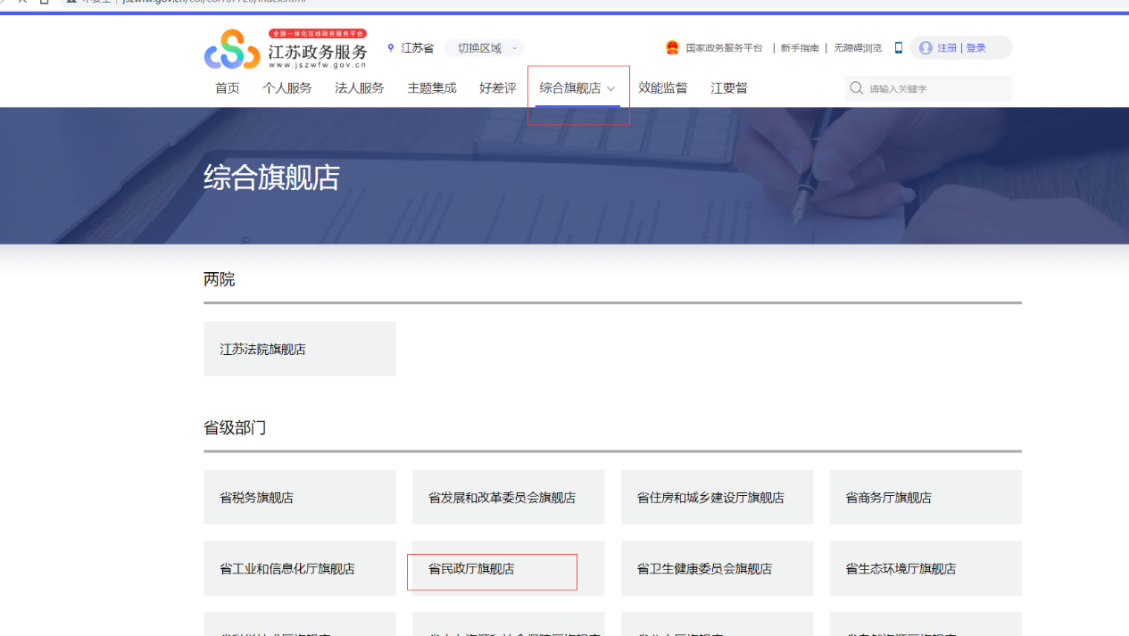 全国一体化在线政务服务平台
江苏政务服务
www.jszwfw.gov.cn
江苏省
切换区域
国家政务服务平台 | 新手指南 | 无障碍浏览
注册 | 登录
首页 个人服务 法人服务 主题集成 好差评 综合旗舰店 效能监督 江要督
请输入关键字
综合旗舰店
两院
江苏法院旗舰店
省级部门
省税务旗舰店 省发展和改革委员会旗舰店 省住房和城乡建设厅旗舰店 省商务厅旗舰店
省工业和信息化厅旗舰店 省民政厅旗舰店 省卫生健康委员会旗舰店 省生态环境厅旗舰店